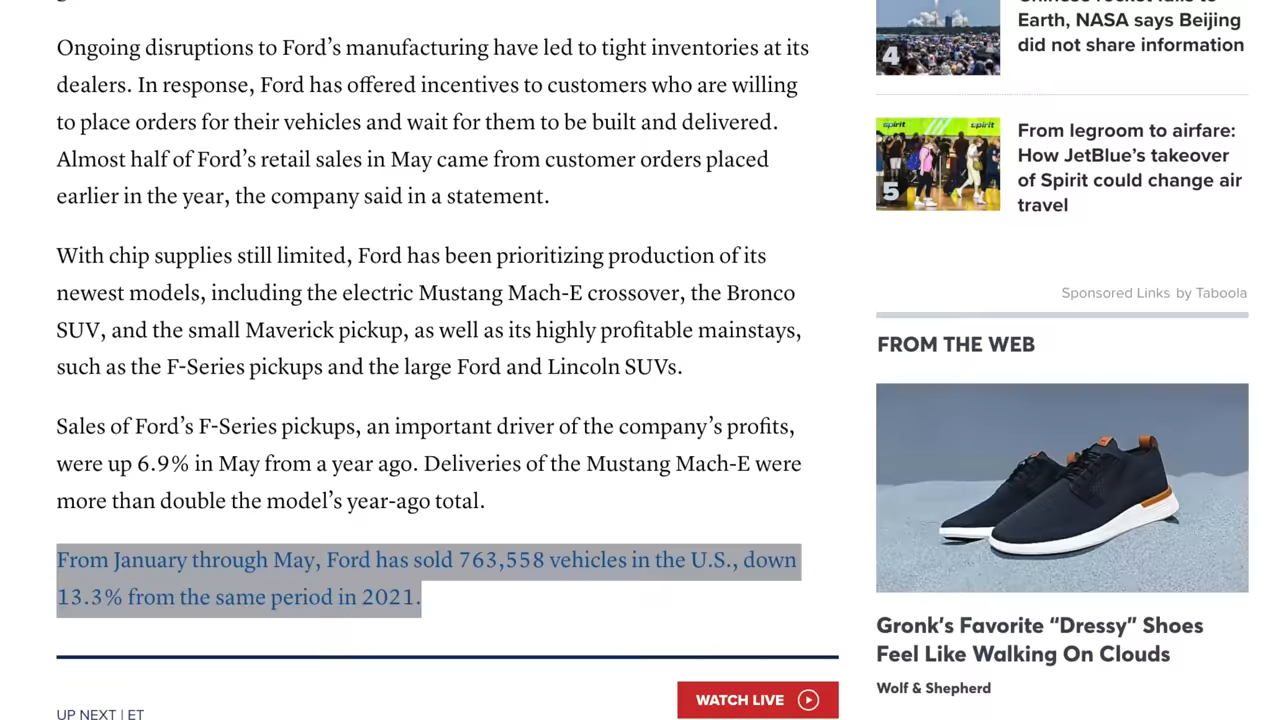 Ongoing disruptions to Ford’s manufacturing have led to tight inventories at its
dealers. In response, Ford has offered incentives to customers who are willing
to place orders for their vehicles and wait for them to be built and delivered.
Almost half of Ford’s retail sales in May came from customer orders placed
earlier in the year, the company said in a statement.
With chip supplies still limited, Ford has been prioritizing production of its
newest models, including the electric Mustang Mach-E crossover, the Bronco
SUV, and the small Maverick pickup, as well as its highly profitable mainstays,
such as the F-Series pickups and the large Ford and Lincoln SUVs.
Sales of Ford’s F-Series pickups, an important driver of the company’s profits,
were up 6.9% in May from a year ago. Deliveries of the Mustang Mach-E were
more than double the model’s year-ago total.
From January through May, Ford has sold 763,558 vehicles in the U.S., down
13.3% from the same period in 2021.
UP NEXT | ET
WATCH LIVE
4
Earth, NASA says Beijing
did not share information
spirit
spirit
5
From legroom to airfare:
How JetBlue’s takeover
of Spirit could change air
travel
Sponsored Links by Taboola
FROM THE WEB
Gronk’s Favorite “Dressy” Shoes
Feel Like Walking On Clouds
Wolf & Shepherd